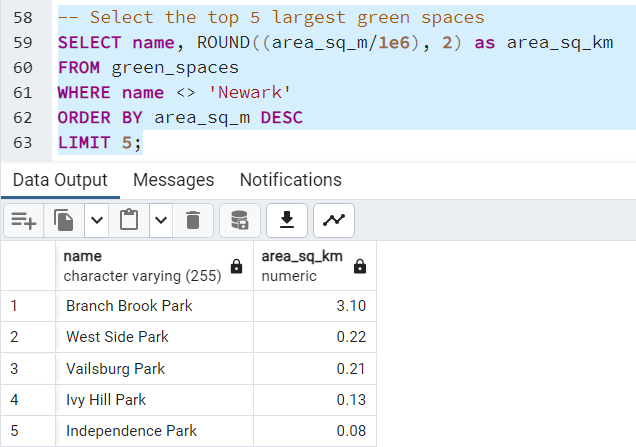 58 -- Select the top 5 largest green spaces
59 SELECT name, ROUND((area_sq_m/1e6), 2) as area_sq_km
60 FROM green_spaces
61 WHERE name <> 'Newark'
62 ORDER BY area_sq_m DESC
63 LIMIT 5;
Data Output Messages Notifications
name area_sq_km
character varying (255) numeric
1 Branch Brook Park 3.10
2 West Side Park 0.22
3 Vailsburg Park 0.21
4 Ivy Hill Park 0.13
5 Independence Park 0.08